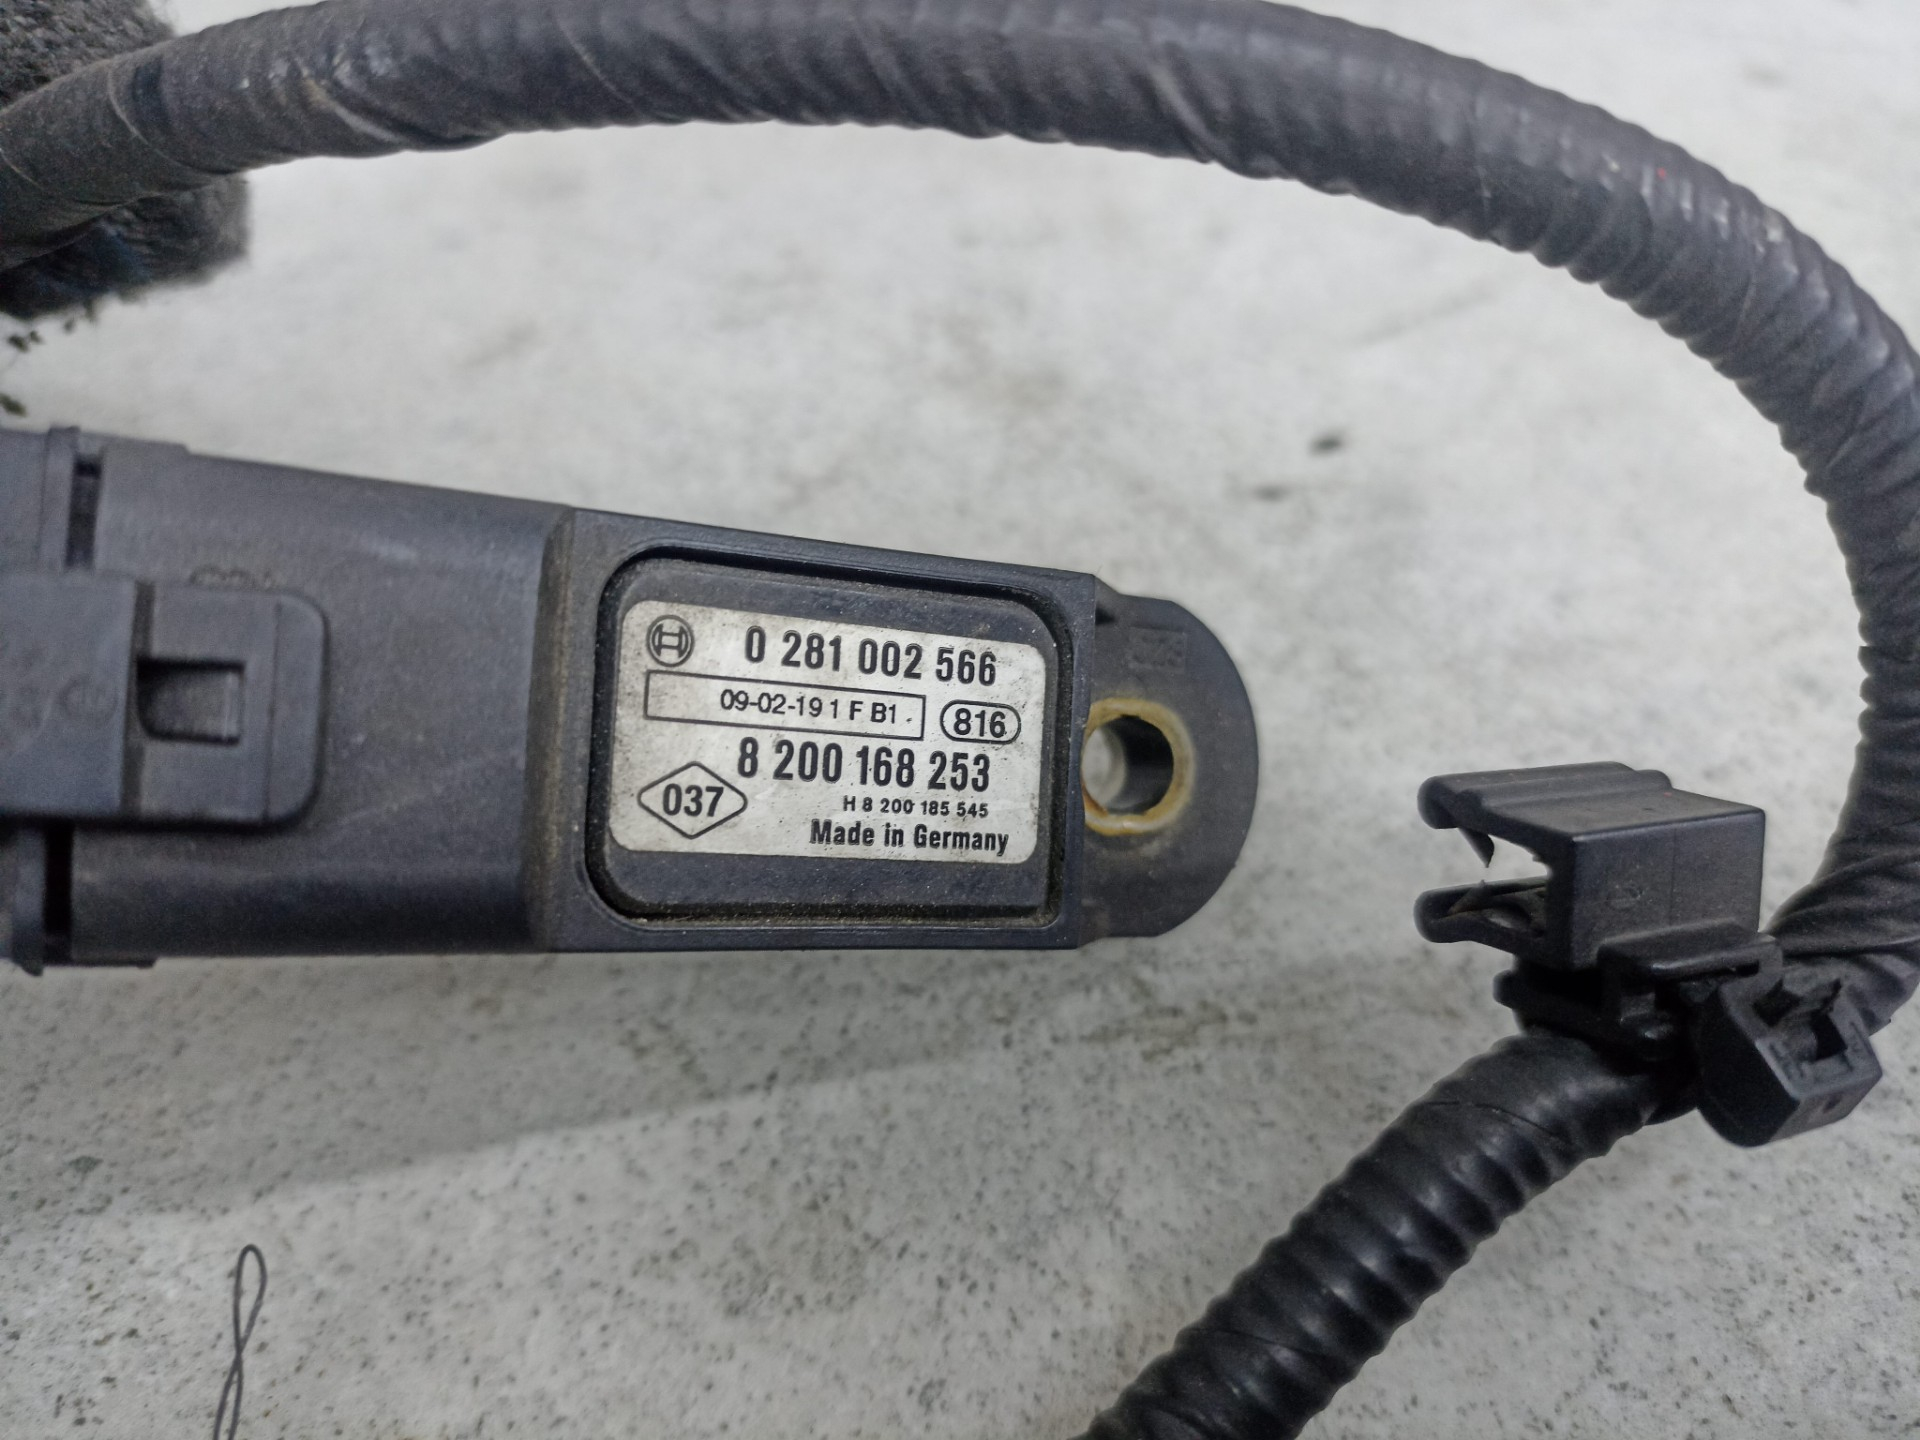 0 281 002 566
09-02-19 1 F B1
816
8 200 168 253
037
H 8 200 185 545
Made in Germany